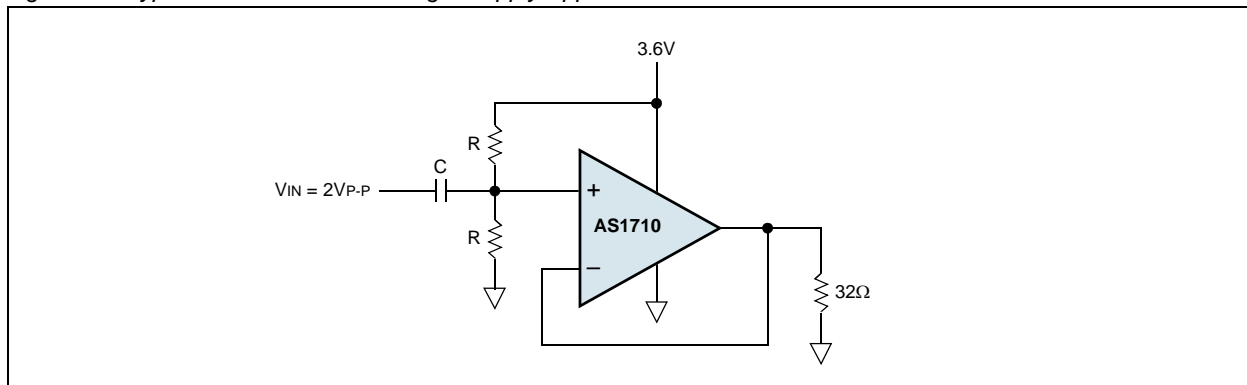 3.6V
R
C
VIN = 2VP-P
+
AS1710
R
−
32Ω